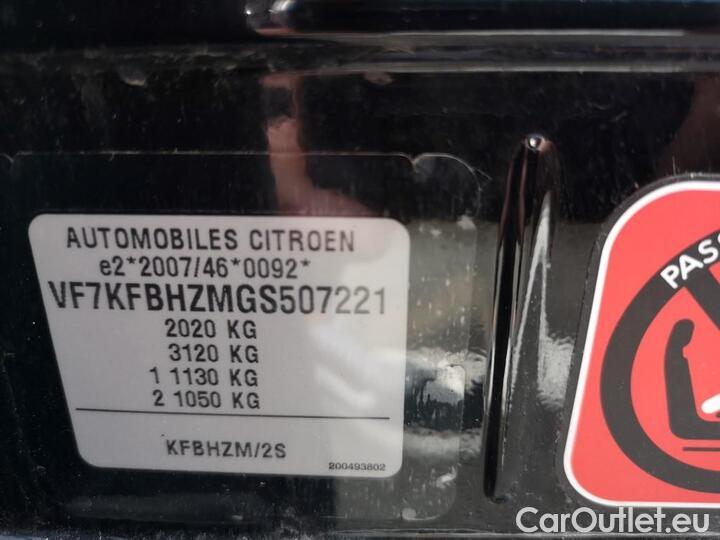 AUTOMOBILES CITROEN
e2*2007/46*0092*
VF7KFBHZMGS507221
2020 KG
3120 KG
1 1130 KG
2 1050 KG
KFBHZM/2S
200493802
PASS
CarOutlet.eu